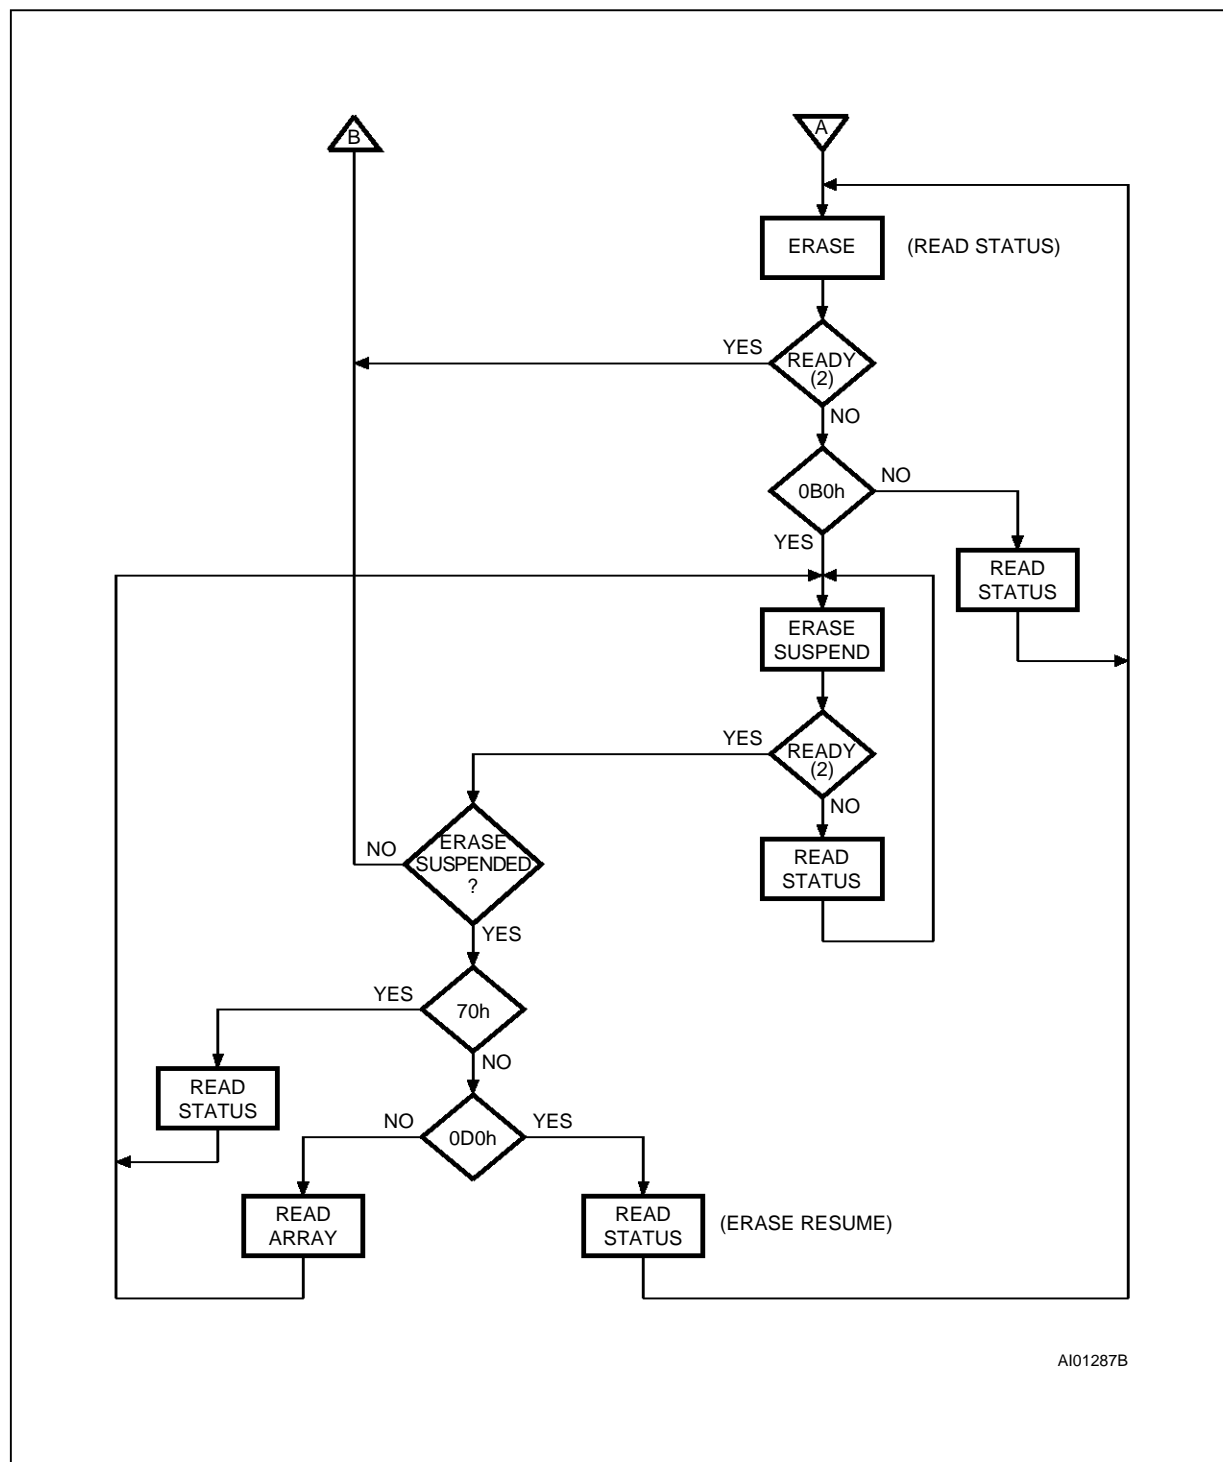 B
A
ERASE
(READ STATUS)
YES
READY
(2)
NO
0B0h
NO
YES
READ
STATUS
ERASE
SUSPEND
YES
READY
(2)
NO
READ
STATUS
NO
ERASE
SUSPENDED
?
YES
YES
70h
NO
READ
STATUS
NO
0D0h
YES
READ
ARRAY
READ
STATUS
(ERASE RESUME)
AI01287B